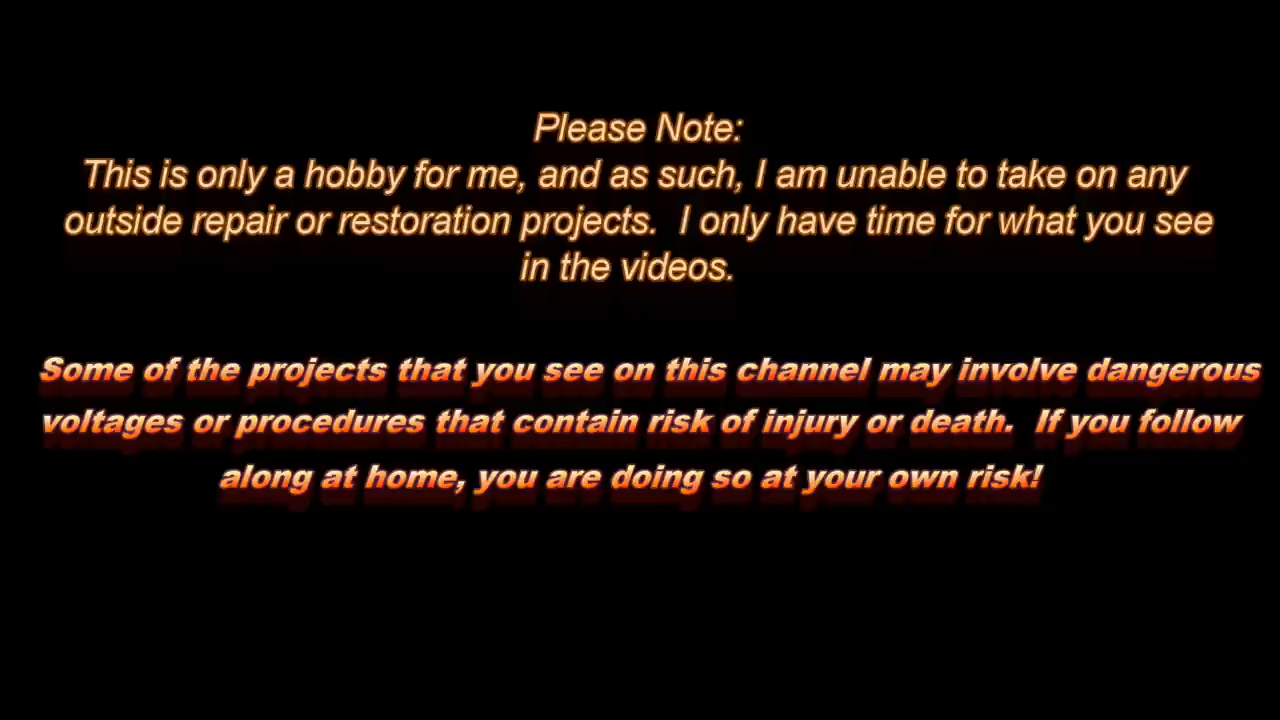 Please Note:
This is only a hobby for me, and as such, I am unable to take on any
outside repair or restoration projects.  I only have time for what you see
in the videos.
Some of the projects that you see on this channel may involve dangerous
voltages or procedures that contain risk of injury or death.  If you follow
along at home, you are doing so at your own risk!